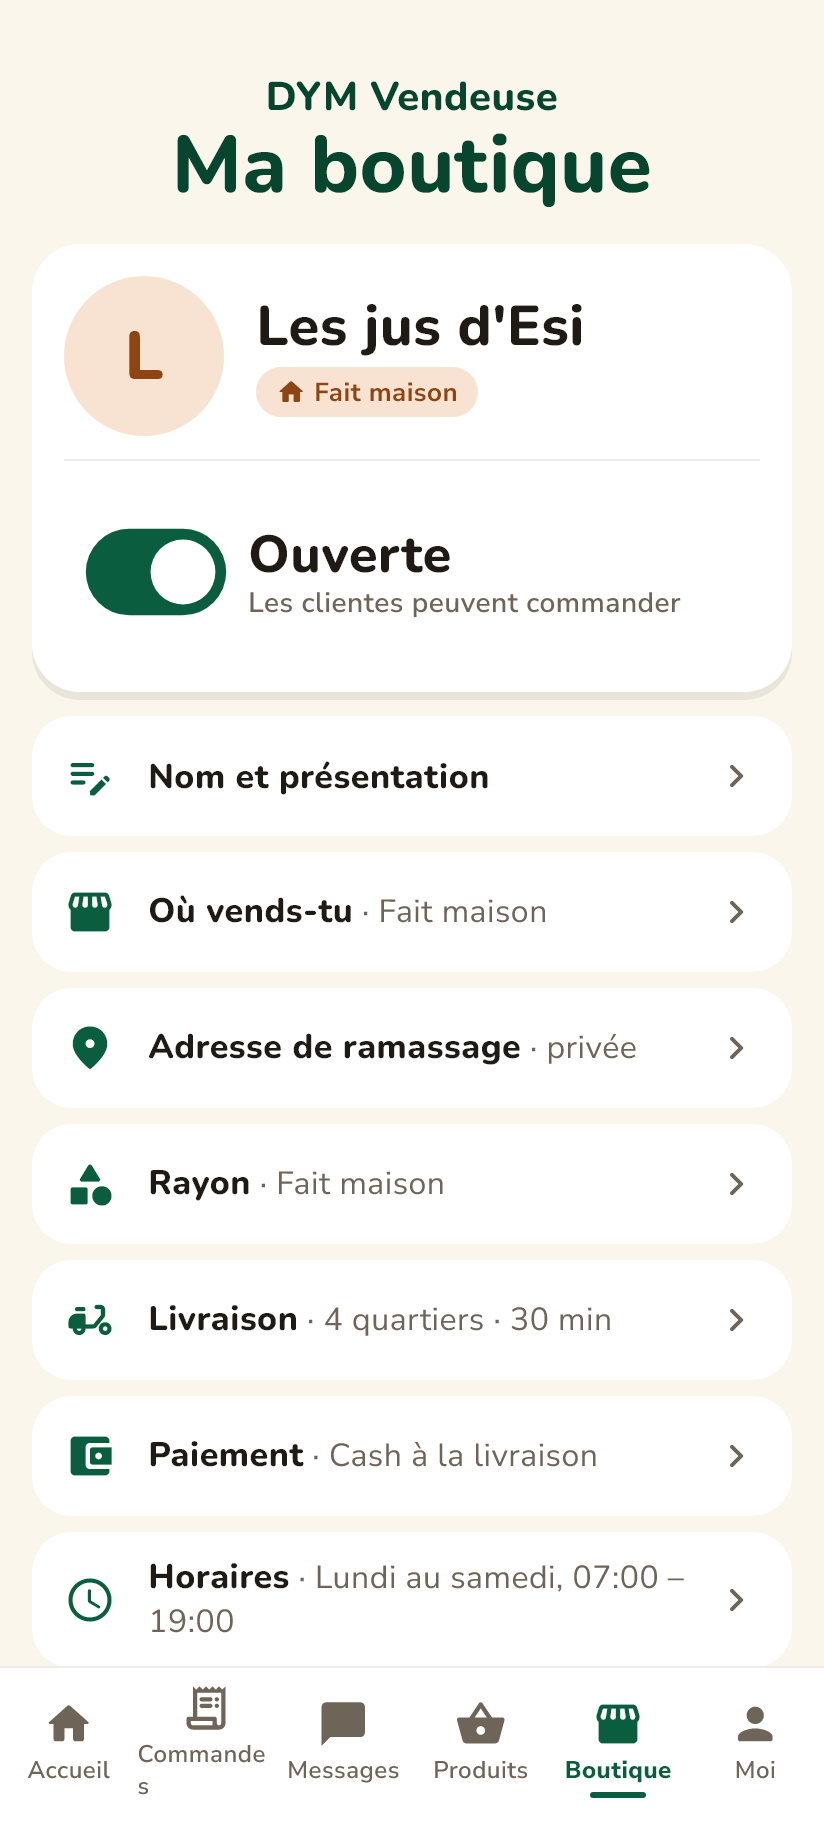 DYM Vendeuse
Ma boutique
L
Les jus d'Esi
Fait maison
Ouverte
Les clientes peuvent commander
Nom et présentation
Où vends-tu · Fait maison
Adresse de ramassage · privée
Rayon · Fait maison
Livraison · 4 quartiers · 30 min
Paiement · Cash à la livraison
Horaires · Lundi au samedi, 07:00 –
19:00
Accueil
Commande
s
Messages
Produits
Boutique
Moi